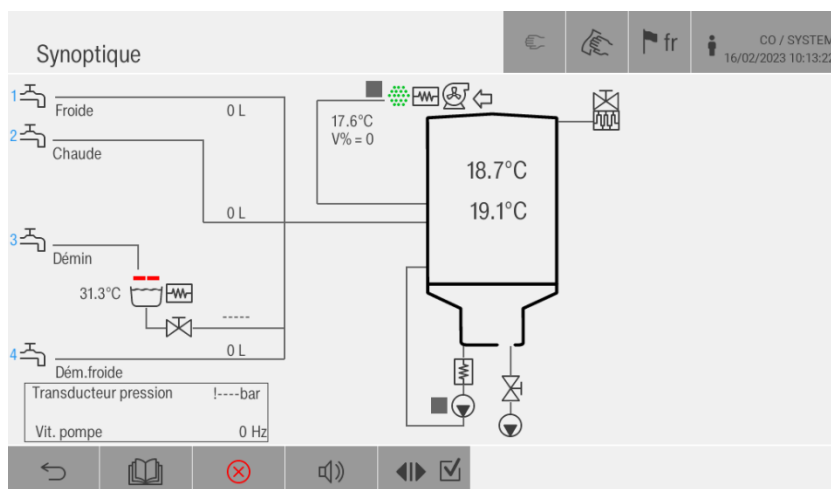 Synoptique
fr
CO / SYSTEM
16/02/2023 10:13:22
1
Froide 0 L
2
Chaude
0 L
17.6°C
V% = 0
18.7°C
19.1°C
3
Démin
31.3°C
-----
4
0 L
Dém.froide
Transducteur pression !----bar
Vit. pompe 0 Hz